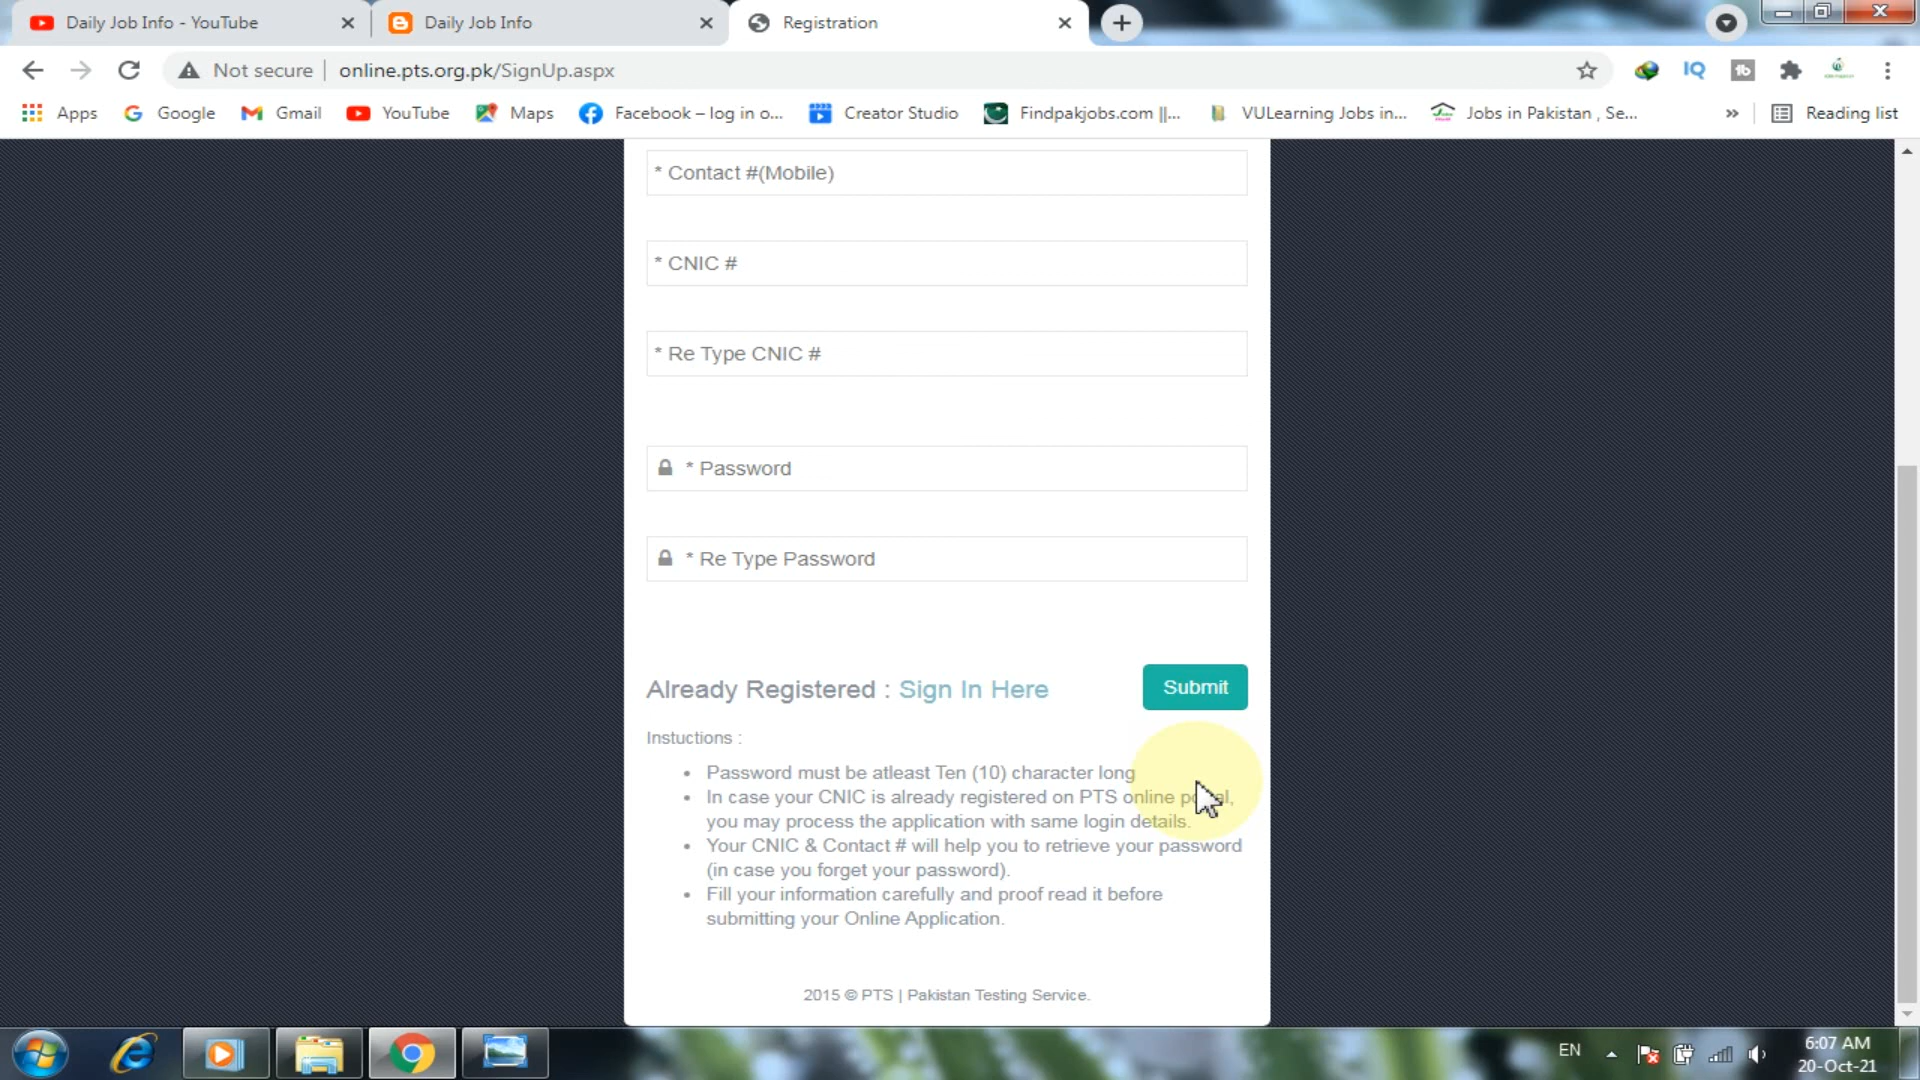 Daily Job Info - YouTube
Daily Job Info
Registration
Not secure
online.pts.org.pk/SignUp.aspx
IQ
tb
Apps
Google
Gmail
YouTube
Maps
Facebook – log in o...
Creator Studio
Findpakjobs.com ||...
VULearning Jobs in...
Jobs in Pakistan , Se...
»
Reading list
* Contact #(Mobile)
* CNIC #
* Re Type CNIC #
* Password
* Re Type Password
Already Registered : Sign In Here
Submit
Instuctions :
• Password must be atleast Ten (10) character long
• In case your CNIC is already registered on PTS online portal,
you may process the application with same login details.
• Your CNIC & Contact # will help you to retrieve your password
(in case you forget your password).
• Fill your information carefully and proof read it before
submitting your Online Application.
2015 © PTS | Pakistan Testing Service.
EN
6:07 AM
20-Oct-21